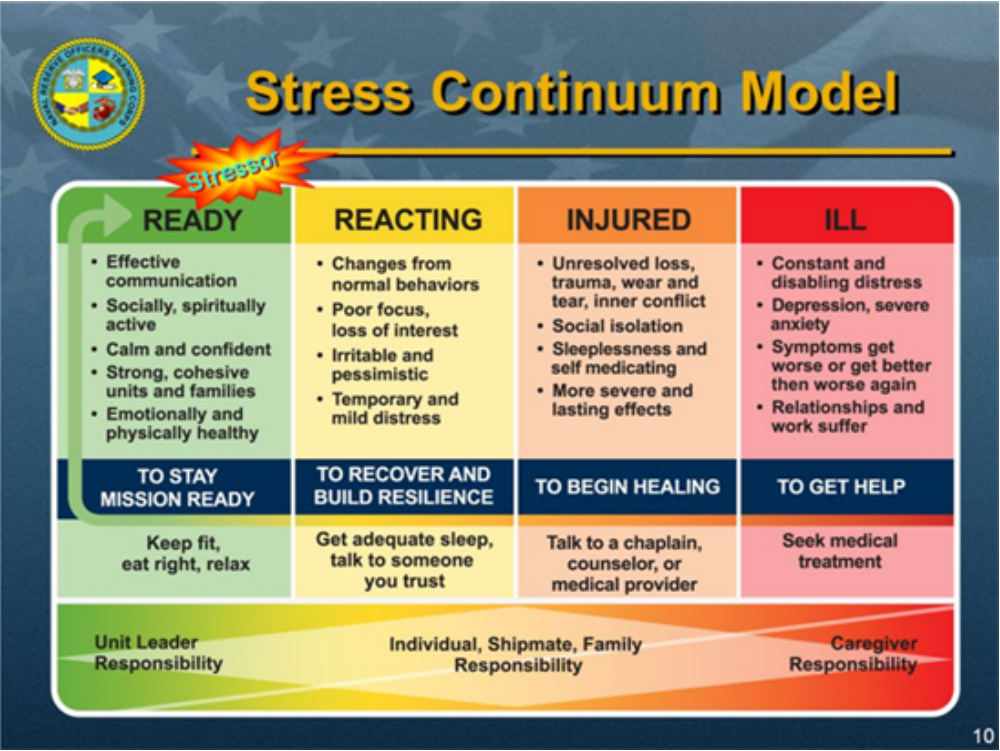 NAVAL RESERVE OFFICERS TRAINING CORPS
Stress Continuum Model
Stressor
READY
• Effective
communication
• Socially, spiritually
active
• Calm and confident
• Strong, cohesive
units and families
• Emotionally and
physically healthy
TO STAY
MISSION READY
Keep fit,
eat right, relax
REACTING
• Changes from
normal behaviors
• Poor focus,
loss of interest
• Irritable and
pessimistic
• Temporary and
mild distress
TO RECOVER AND
BUILD RESILIENCE
Get adequate sleep,
talk to someone
you trust
INJURED
• Unresolved loss,
trauma, wear and
tear, inner conflict
• Social isolation
• Sleeplessness and
self medicating
• More severe and
lasting effects
TO BEGIN HEALING
Talk to a chaplain,
counselor, or
medical provider
ILL
• Constant and
disabling distress
• Depression, severe
anxiety
• Symptoms get
worse or get better
then worse again
• Relationships and
work suffer
TO GET HELP
Seek medical
treatment
Unit Leader
Responsibility
Individual, Shipmate, Family
Responsibility
Caregiver
Responsibility
10